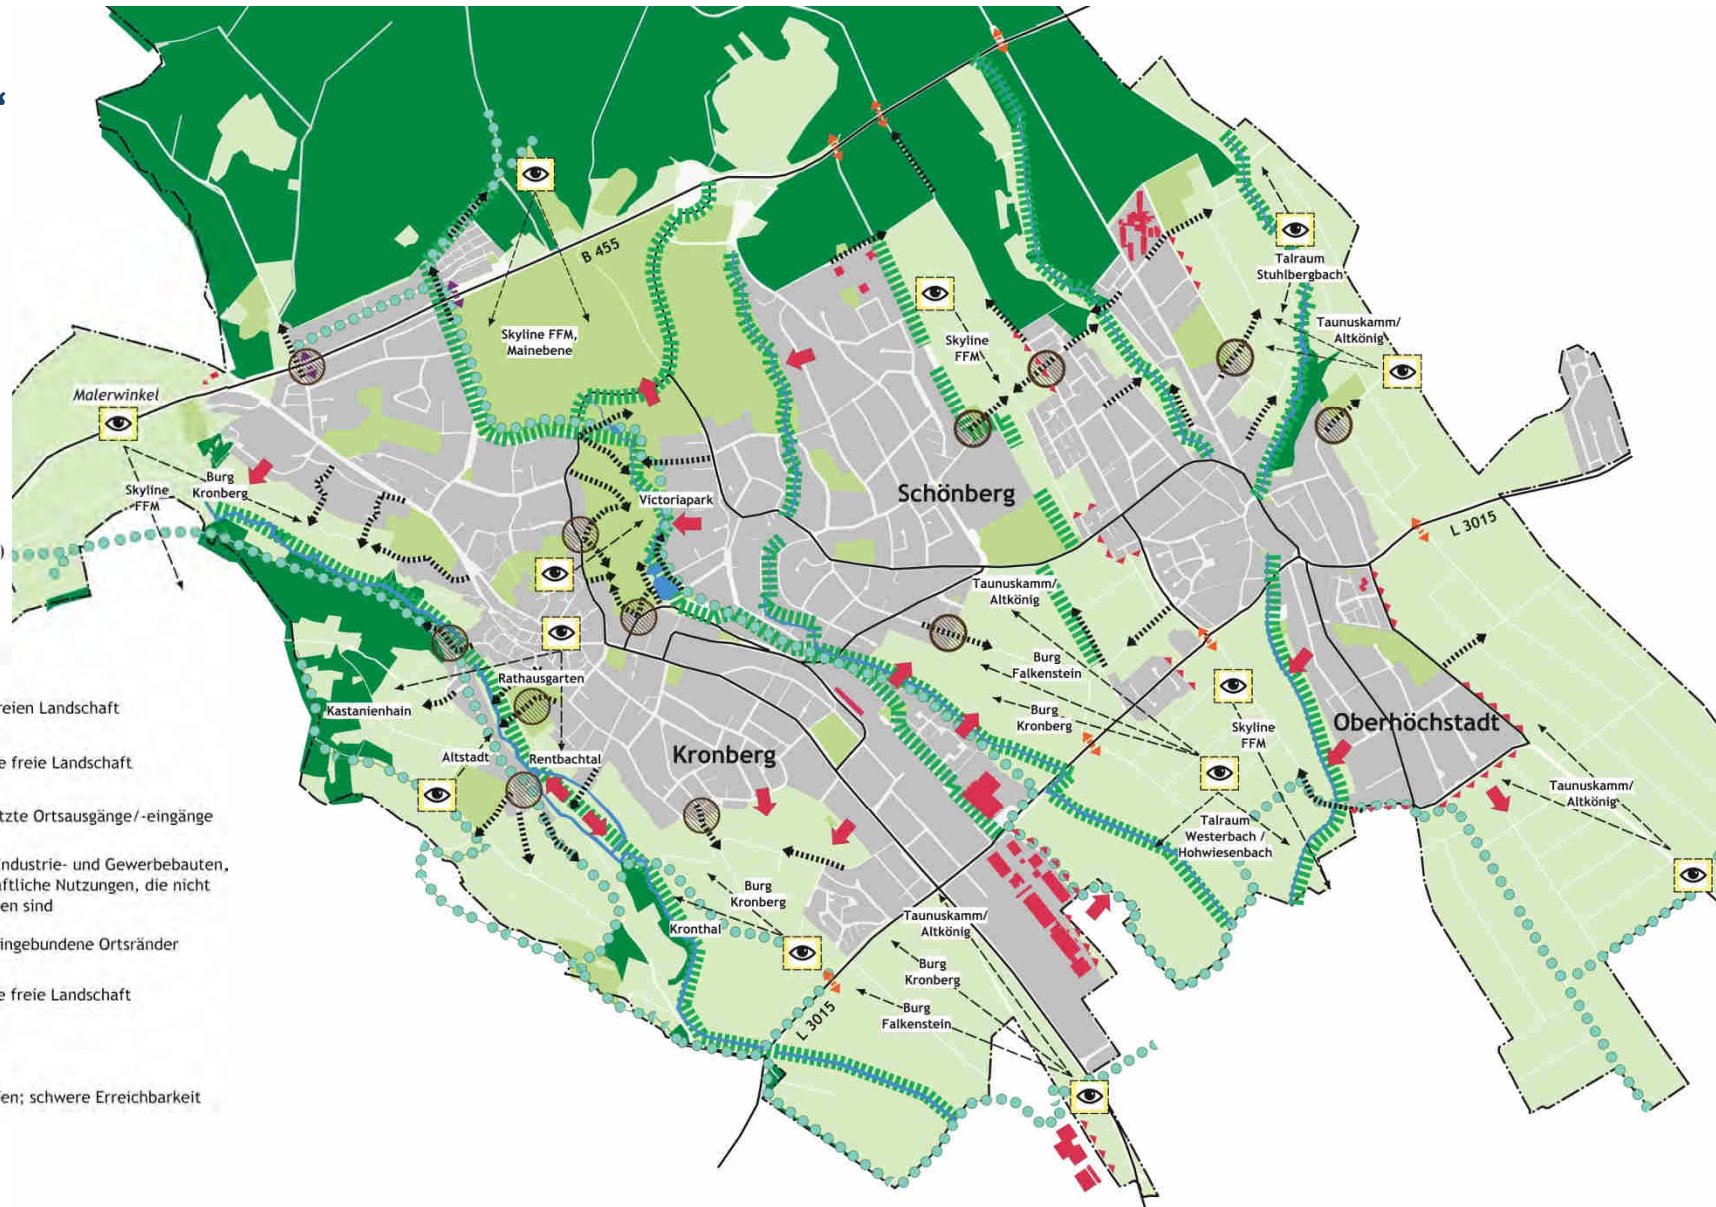 “
B 455
Skyline FFM,
Mainebene
Talraum
Stuhlbergbach
Taunuskamm/
Altkönig
Skyline
FFM
Malerwinkel
Burg
Kronberg
Skyline
FFM
Victoriapark
Schönberg
L 3015
)
Taunuskamm/
Altkönig
Burg
Falkenstein
Burg
Kronberg
Rathausgarten
Kastanienhain
Altstadt
Rentbachtal
Kronberg
Skyline
FFM
Oberhöchstadt
Taunuskamm/
Altkönig
Talraum
Westerbach /
Hohwiesenbach
Burg
Kronberg
Kronthal
Taunuskamm/
Altkönig
Burg
Kronberg
Burg
Falkenstein
L 3015
reien Landschaft
e freie Landschaft
tzte Ortsausgänge/-eingänge
Industrie- und Gewerbebauten,
ftliche Nutzungen, die nicht
en sind
ingebundene Ortsränder
e freie Landschaft
en; schwere Erreichbarkeit